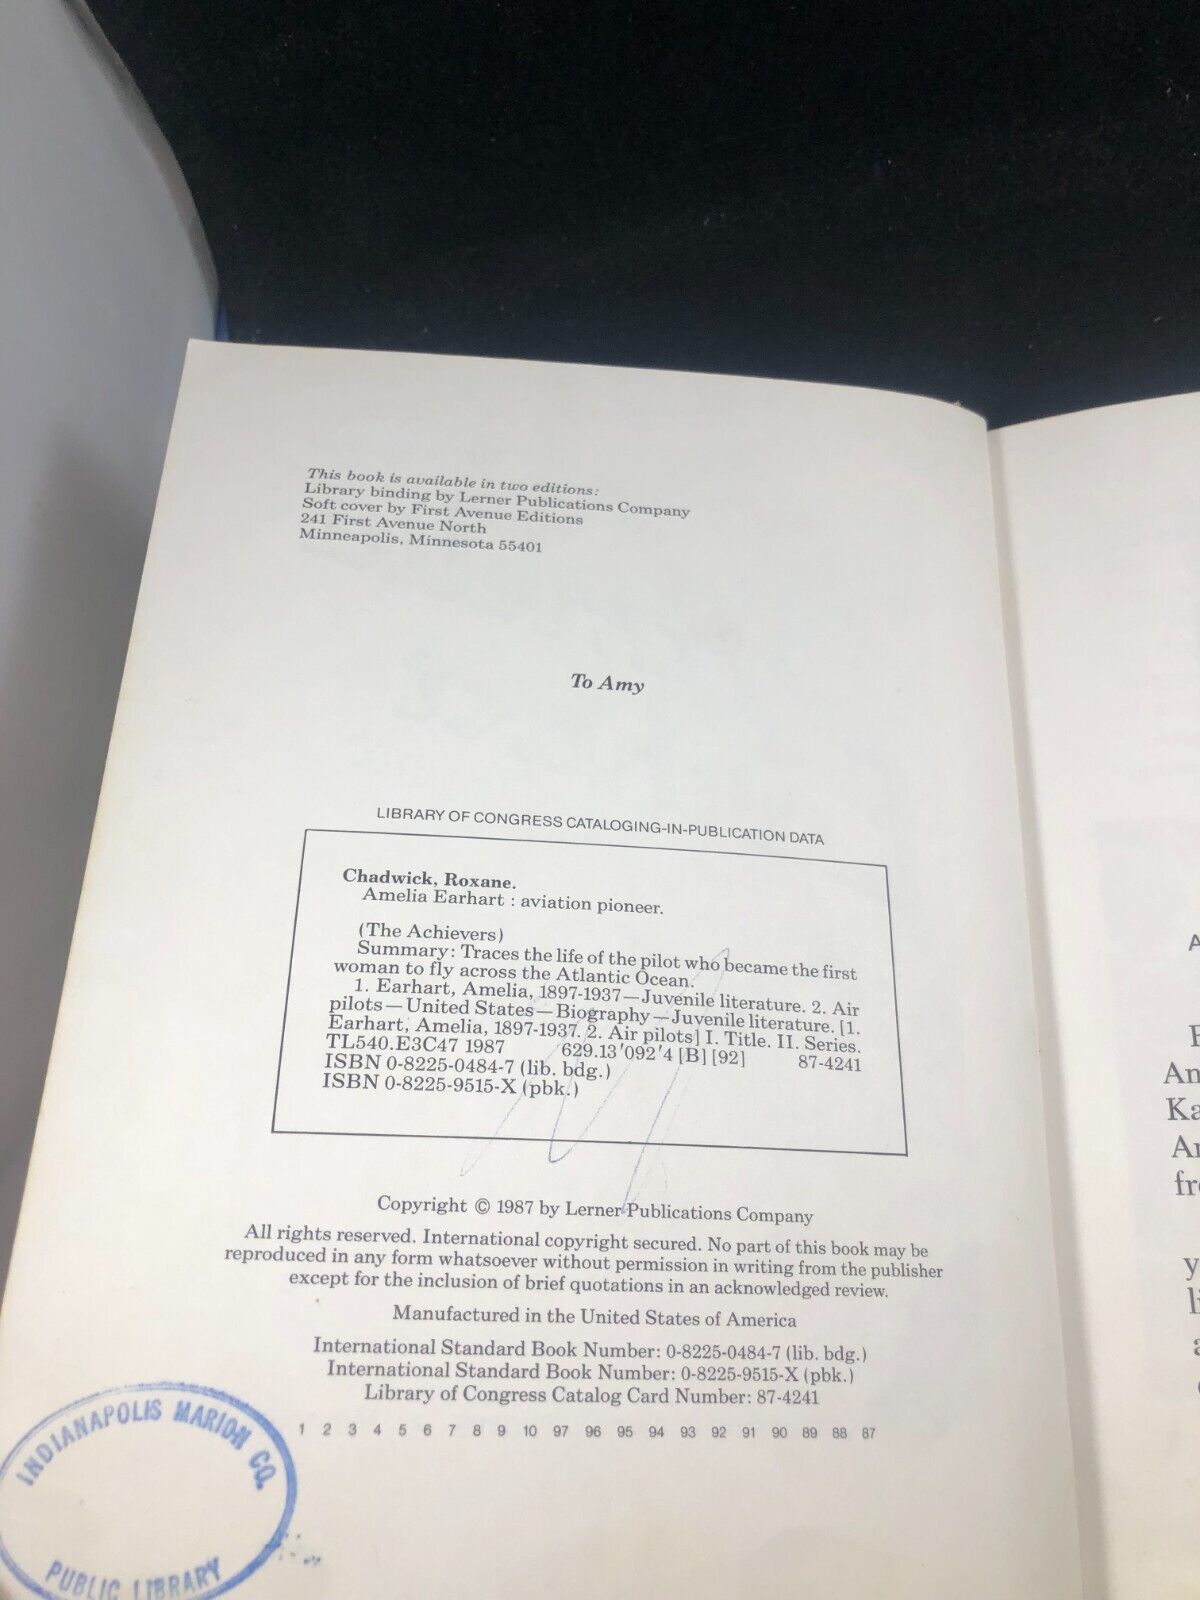 This book is available in two editions:
Library binding by Lerner Publications Company
Soft cover by First Avenue Editions
241 First Avenue North
Minneapolis, Minnesota 55401
To Amy
LIBRARY OF CONGRESS CATALOGING-IN-PUBLICATION DATA
Chadwick, Roxane.
Amelia Earhart : aviation pioneer.
(The Achievers)
Summary: Traces the life of the pilot who became the first
woman to fly across the Atlantic Ocean.
1. Earhart, Amelia, 1897-1937—Juvenile literature. 2. Air
pilots—United States—Biography—Juvenile literature. [1.
Earhart, Amelia, 1897-1937. 2. Air pilots] I. Title. II. Series.
TL540.E3C47 1987 629.13′092′4 [B] [92] 87-4241
ISBN 0-8225-0484-7 (lib. bdg.)
ISBN 0-8225-9515-X (pbk.)
Copyright © 1987 by Lerner Publications Company
All rights reserved. International copyright secured. No part of this book may be
reproduced in any form whatsoever without permission in writing from the publisher
except for the inclusion of brief quotations in an acknowledged review.
Manufactured in the United States of America
International Standard Book Number: 0-8225-0484-7 (lib. bdg.)
International Standard Book Number: 0-8225-9515-X (pbk.)
Library of Congress Catalog Card Number: 87-4241
1 2 3 4 5 6 7 8 9 10 97 96 95 94 93 92 91 90 89 88 87
INDIANAPOLIS MARION CO.
PUBLIC LIBRARY